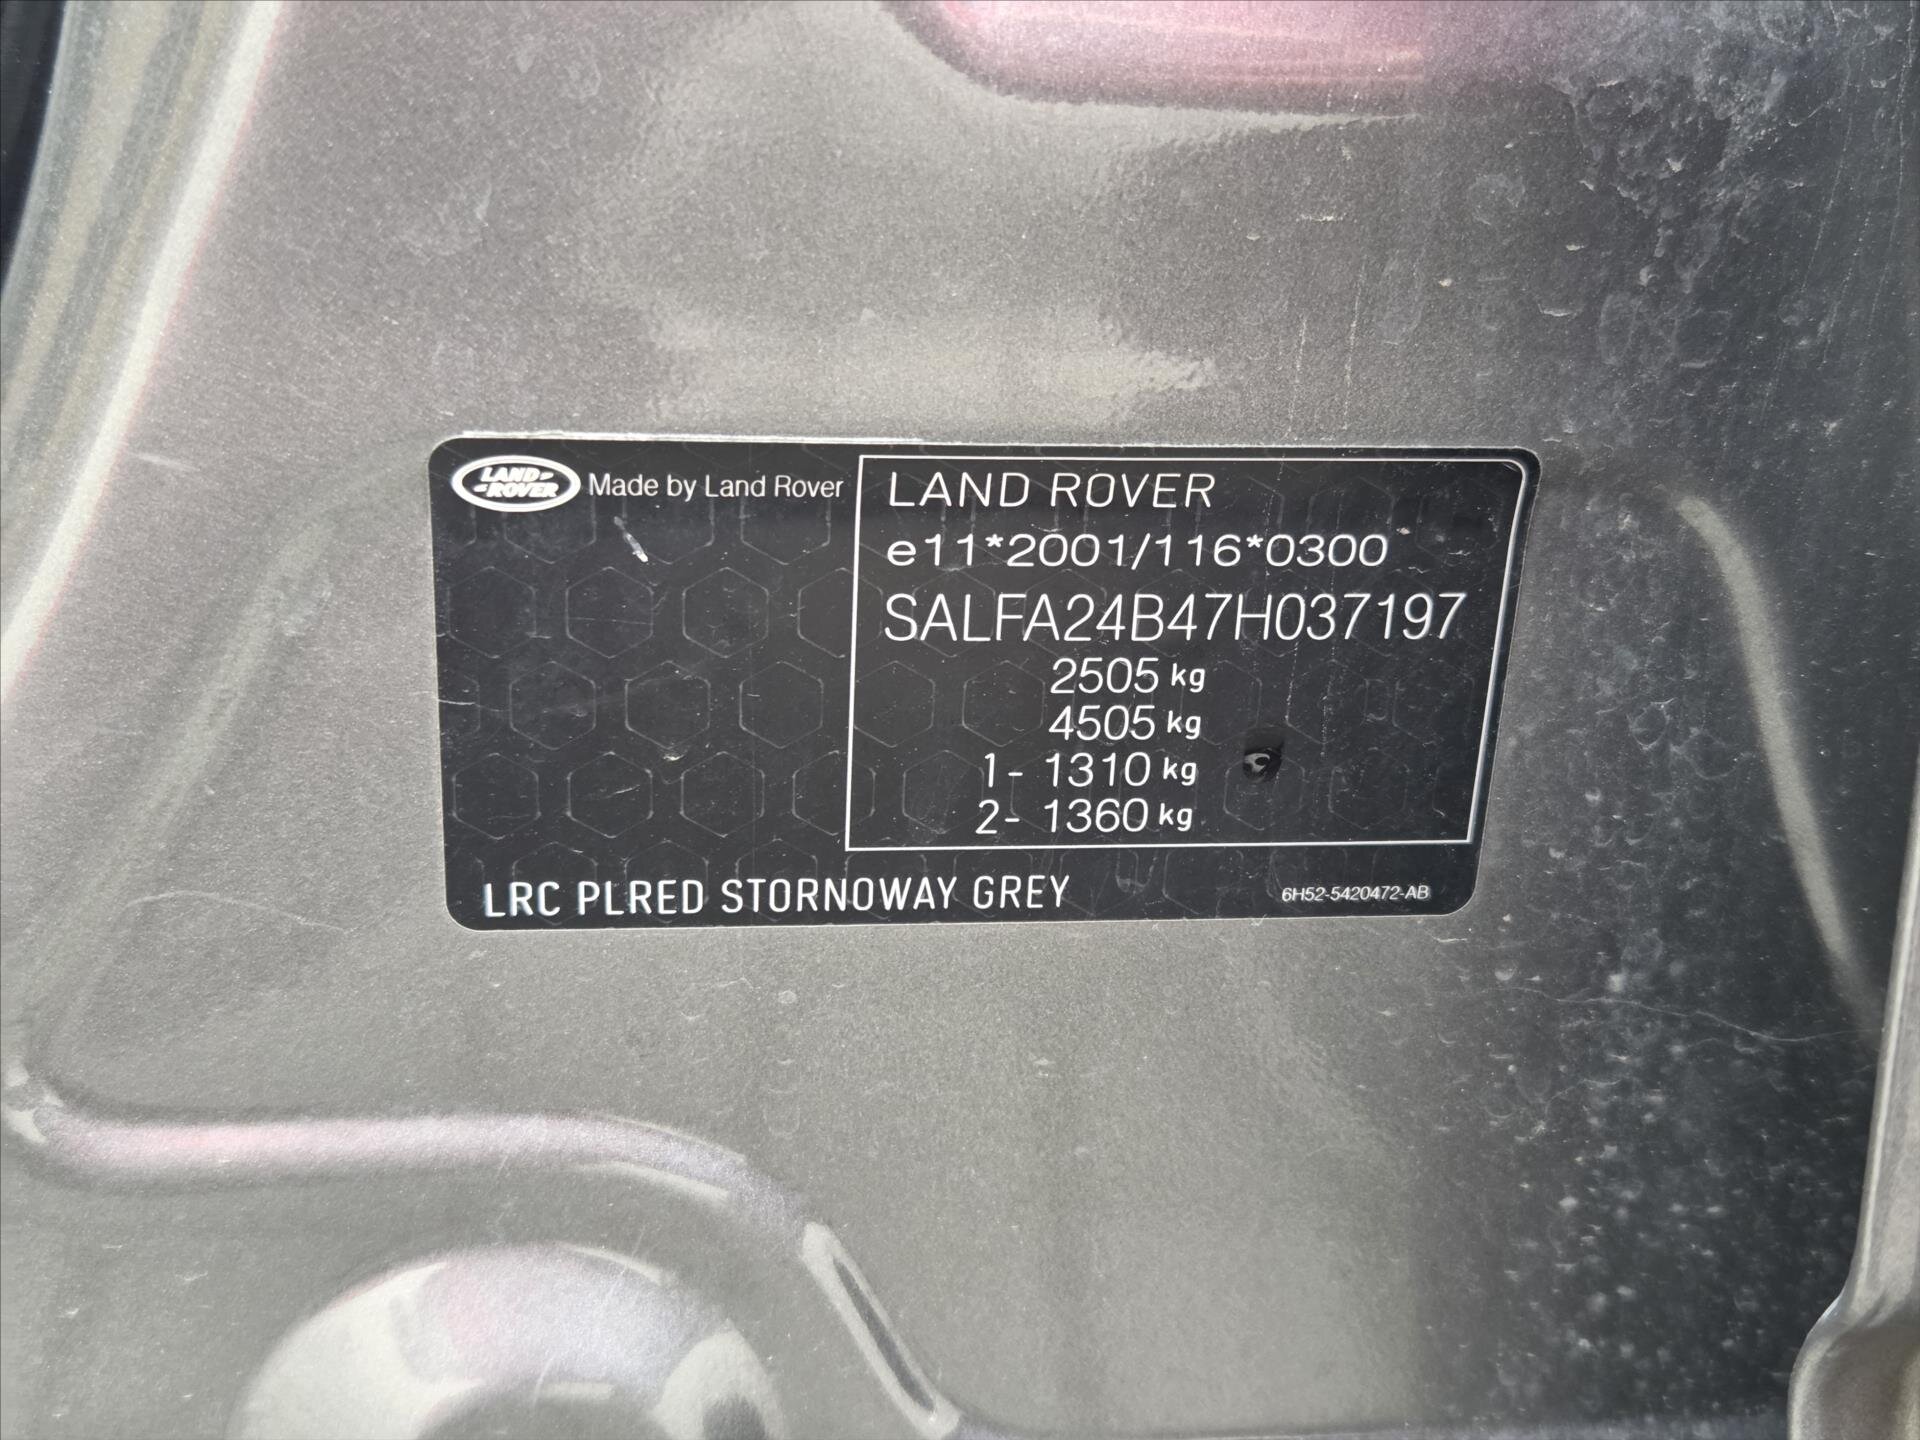 LAND ROVER Made by Land Rover
LAND ROVER
e11*2001/116*0300
SALFA24B47H037197
2505 kg
4505 kg
1- 1310 kg
2- 1360 kg
LRC PLRED STORNOWAY GREY
6H52-5420472-AB